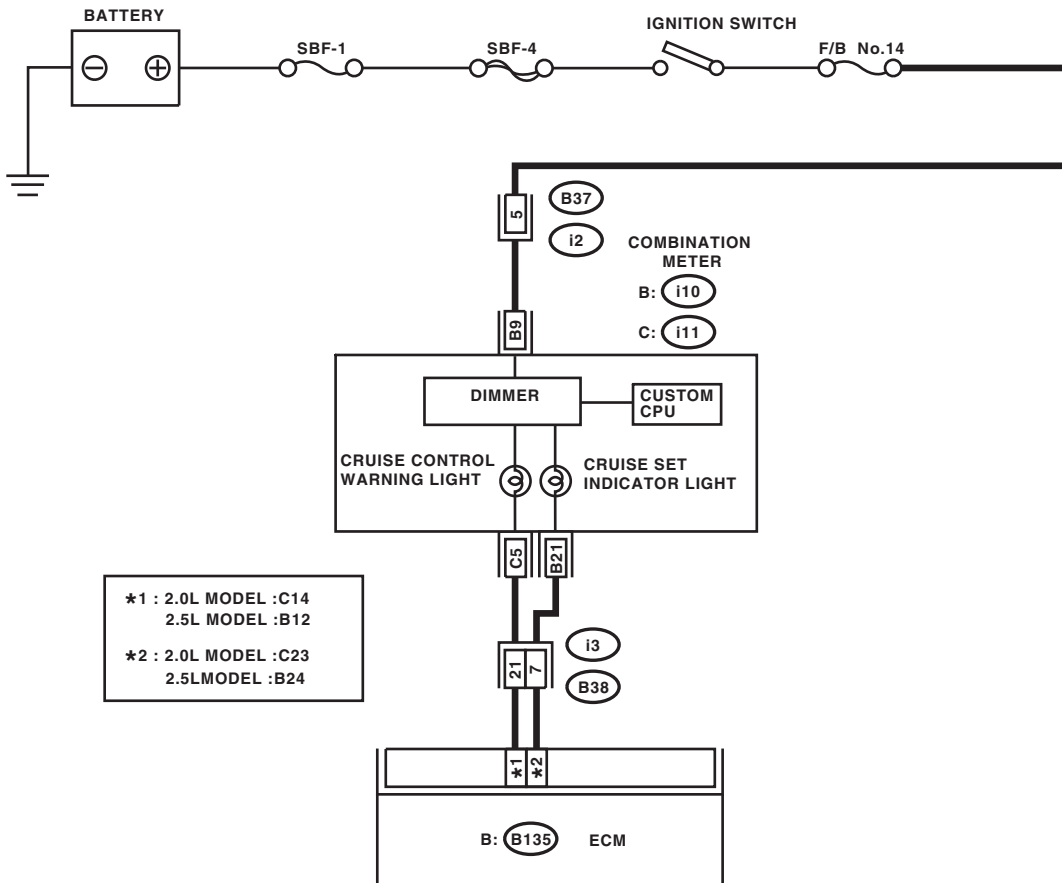 BATTERY
SBF-1
SBF-4
IGNITION SWITCH
F/B No.14
5
B37
i2
COMBINATION
METER
B: i10
C: i11
B9
DIMMER
CUSTOM
CPU
CRUISE CONTROL
WARNING LIGHT
CRUISE SET
INDICATOR LIGHT
C5
B21
*1 : 2.0L MODEL :C14
2.5L MODEL :B12
*2 : 2.0L MODEL :C23
2.5LMODEL :B24
21
7
i3
B38
*1
*2
B: B135 ECM